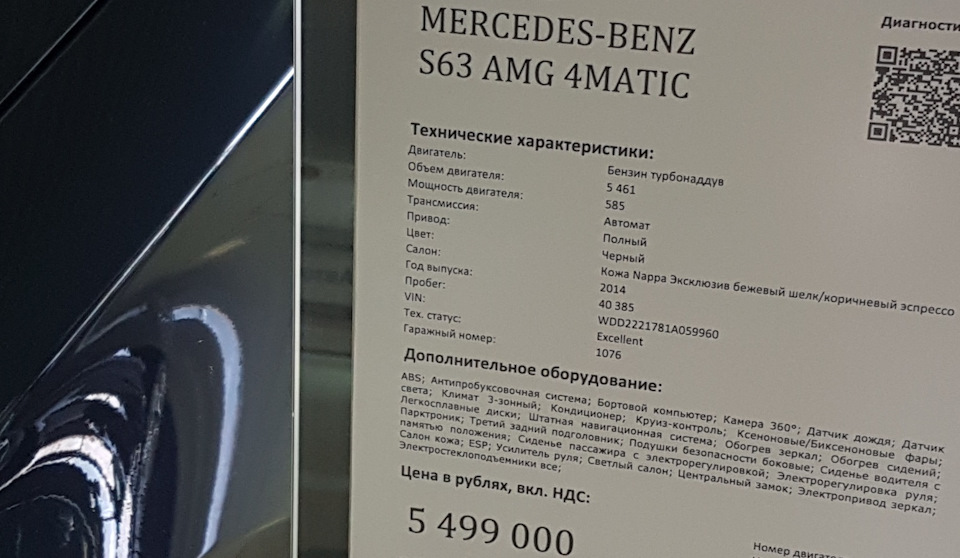 MERCEDES-BENZ
S63 AMG 4MATIC
Диагности
Технические характеристики:
Двигатель: Бензин турбонаддув
Объем двигателя: 5 461
Мощность двигателя: 585
Трансмиссия: Автомат
Привод: Полный
Цвет: Черный
Салон: Кожа Nappa Эксклюзив бежевый шелк/коричневый эспрессо
Год выпуска: 2014
Пробег: 40 385
VIN: WDD2221781A059960
Тех. статус: Excellent
Гаражный номер: 1076
Дополнительное оборудование:
ABS; Антипробуксовочная система; Бортовой компьютер; Камера 360°; Датчик дождя; Датчик
света; Климат 3-зонный; Кондиционер; Круиз-контроль; Ксеноновые/Биксеноновые фары;
Легкосплавные диски; Штатная навигационная система; Обогрев зеркал; Обогрев сидений;
Парктроник; Третий задний подголовник; Подушки безопасности боковые; Сиденье водителя с
памятью положения; Сиденье пассажира с электрорегулировкой; Электрорегулировка руля;
Салон кожа; ESP; Усилитель руля; Светлый салон; Центральный замок; Электропривод зеркал;
Электростеклоподъемники все;
Цена в рублях, вкл. НДС:
5 499 000
Номер двигате